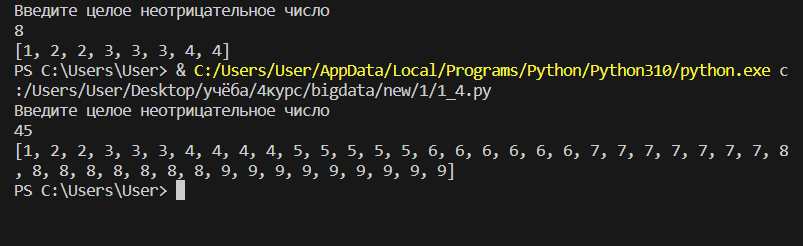 Введите целое неотрицательное число
8
[1, 2, 2, 3, 3, 3, 4, 4]
PS C:\Users\User> & C:/Users/User/AppData/Local/Programs/Python/Python310/python.exe c
:/Users/User/Desktop/учёба/4курс/bigdata/new/1/1_4.py
Введите целое неотрицательное число
45
[1, 2, 2, 3, 3, 3, 4, 4, 4, 4, 5, 5, 5, 5, 5, 6, 6, 6, 6, 6, 6, 7, 7, 7, 7, 7, 7, 7, 8
, 8, 8, 8, 8, 8, 8, 8, 9, 9, 9, 9, 9, 9, 9, 9, 9]
PS C:\Users\User>